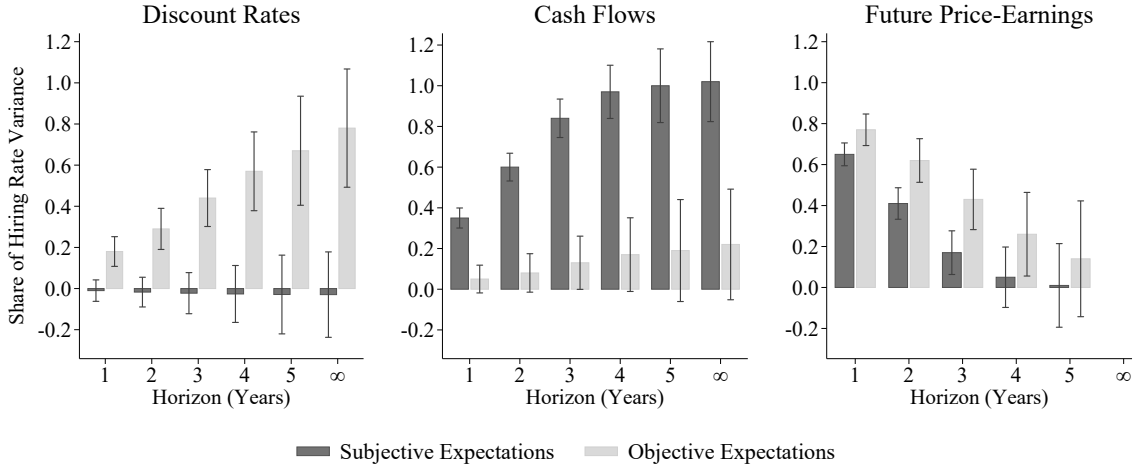 Discount Rates
Cash Flows
Future Price-Earnings
Share of Hiring Rate Variance
1.2
1.0
0.8
0.6
0.4
0.2
0.0
-0.2
1 2 3 4 5 ∞
Horizon (Years)
1.2
1.0
0.8
0.6
0.4
0.2
0.0
-0.2
1 2 3 4 5 ∞
Horizon (Years)
1.2
1.0
0.8
0.6
0.4
0.2
0.0
-0.2
1 2 3 4 5 ∞
Horizon (Years)
Subjective Expectations
Objective Expectations